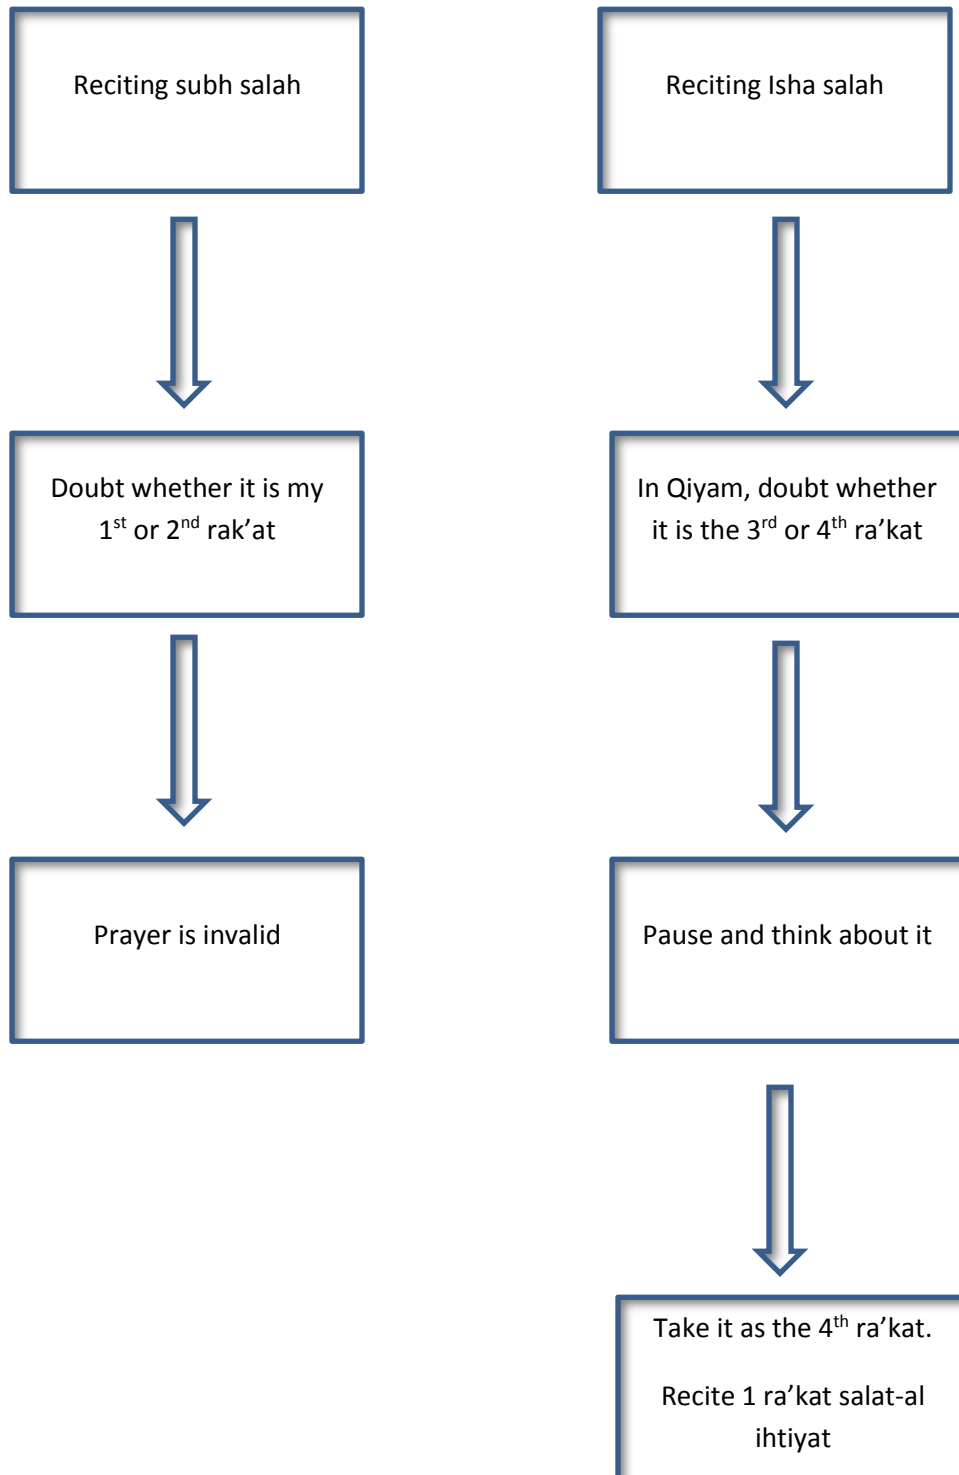 Reciting subh salah
Reciting Isha salah
Doubt whether it is my
1st or 2nd rak’at
In Qiyam, doubt whether
it is the 3rd or 4th ra’kat
Prayer is invalid
Pause and think about it
Take it as the 4th ra’kat.
Recite 1 ra’kat salat-al
ihtiyat